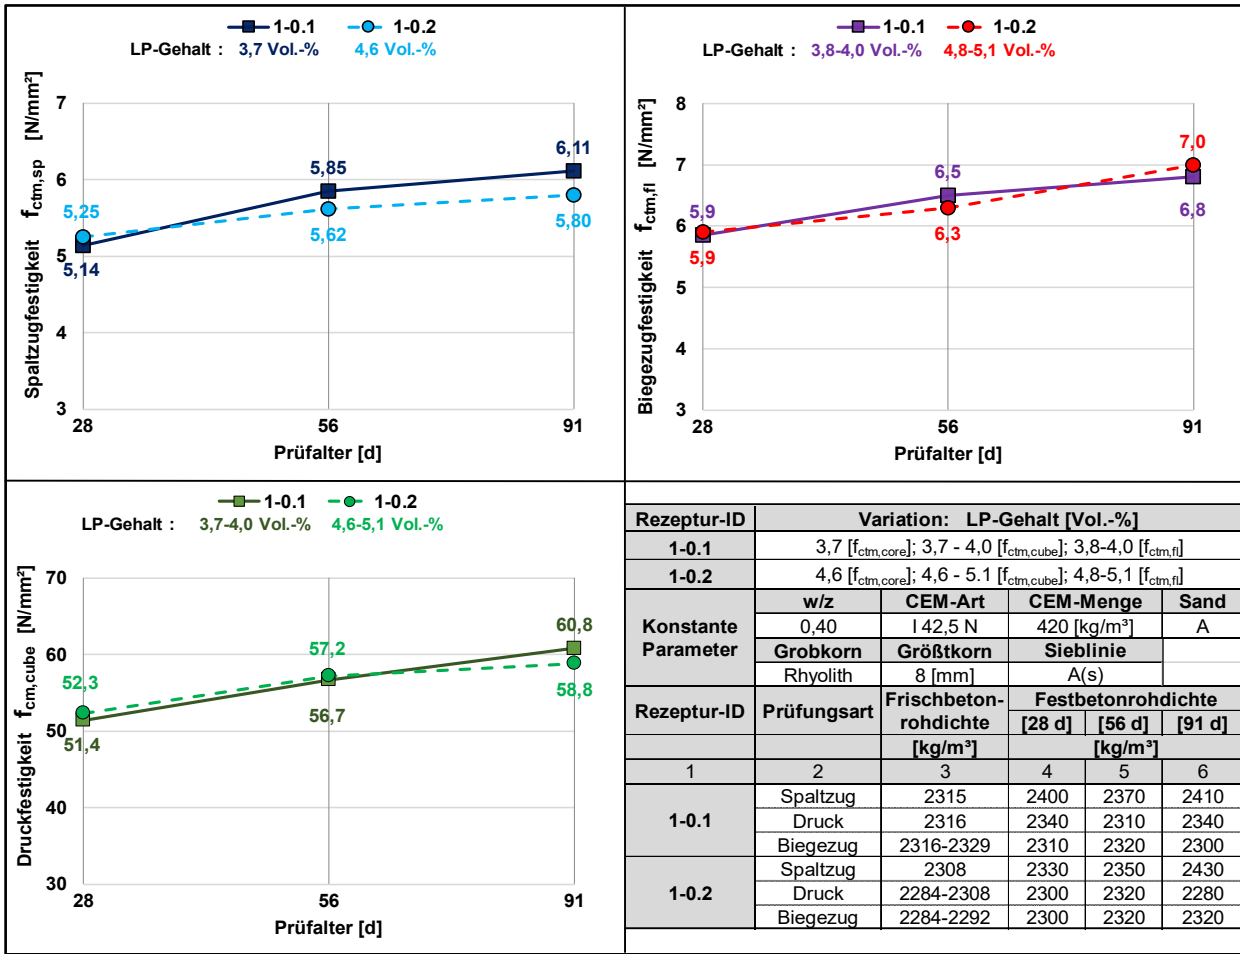 1-0.1 1-0.2
LP-Gehalt : 3,7 Vol.-% 4,6 Vol.-%
Spaltzugfestigkeit fctm,sp [N/mm²]
7
6
5
4
3
5,25
5,14
5,85
5,62
6,11
5,80
28 56 91
Prüfalter [d]
1-0.1 1-0.2
LP-Gehalt : 3,8-4,0 Vol.-% 4,8-5,1 Vol.-%
Biegezugfestigkeit fctm,fl [N/mm²]
8
7
6
5
4
3
5,9
5,9
6,5
6,3
7,0
6,8
28 56 91
Prüfalter [d]
1-0.1 1-0.2
LP-Gehalt : 3,7-4,0 Vol.-% 4,6-5,1 Vol.-%
Druckfestigkeit fcm,cube [N/mm²]
70
60
50
40
30
52,3
51,4
57,2
56,7
60,8
58,8
28 56 91
Prüfalter [d]
Rezeptur-ID Variation: LP-Gehalt [Vol.-%]
1-0.1 3,7 [fctm,core]; 3,7 - 4,0 [fctm,cube]; 3,8-4,0 [fctm,fl]
1-0.2 4,6 [fctm,core]; 4,6 - 5.1 [fctm,cube]; 4,8-5,1 [fctm,fl]
Konstante Parameter w/z CEM-Art CEM-Menge Sand
0,40 I 42,5 N 420 [kg/m³] A
Grobkorn Größtkorn Sieblinie
Rhyolith 8 [mm] A(s)
Rezeptur-ID Prüfungsart Frischbeton-rohdichte Festbetonrohdichte
[28 d] [56 d] [91 d]
[kg/m³] [kg/m³]
1 2 3 4 5 6
1-0.1 Spaltzug 2315 2400 2370 2410
Druck 2316 2340 2310 2340
Biegezug 2316-2329 2310 2320 2300
1-0.2 Spaltzug 2308 2330 2350 2430
Druck 2284-2308 2300 2320 2280
Biegezug 2284-2292 2300 2320 2320